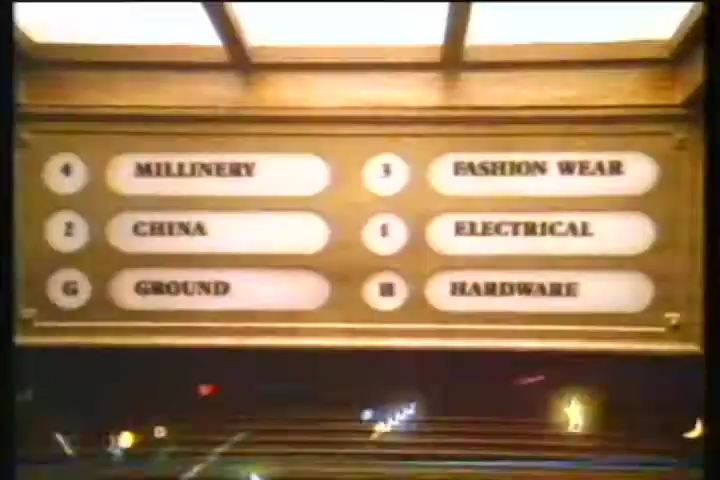 4 MILLINERY 3 FASHION WEAR
2 CHINA 1 ELECTRICAL
G GROUND H HARDWARE